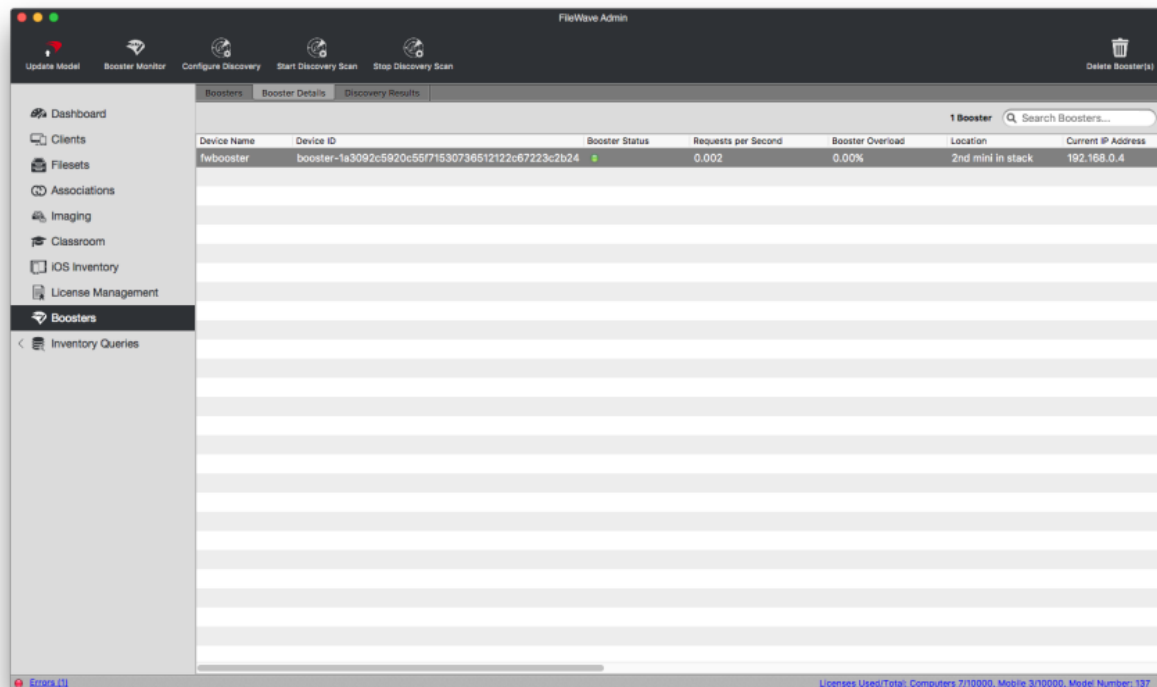 FileWave Admin
Update Model
Booster Monitor
Configure Discovery
Start Discovery Scan
Stop Discovery Scan
Delete Booster(s)
Boosters
Booster Details
Discovery Results
Dashboard
Clients
Filesets
Associations
Imaging
Classroom
iOS Inventory
License Management
Boosters
Inventory Queries
1 Booster
Search Boosters...
Device Name
Device ID
Booster Status
Requests per Second
Booster Overload
Location
Current IP Address
fwbooster
booster-1a3092c5920c55f71530736512122c67223c2b24
0.002
0.00%
2nd mini in stack
192.168.0.4
Errors (1)
Licenses Used/Total: Computers 7/10000, Mobile 3/10000, Model Number: 137